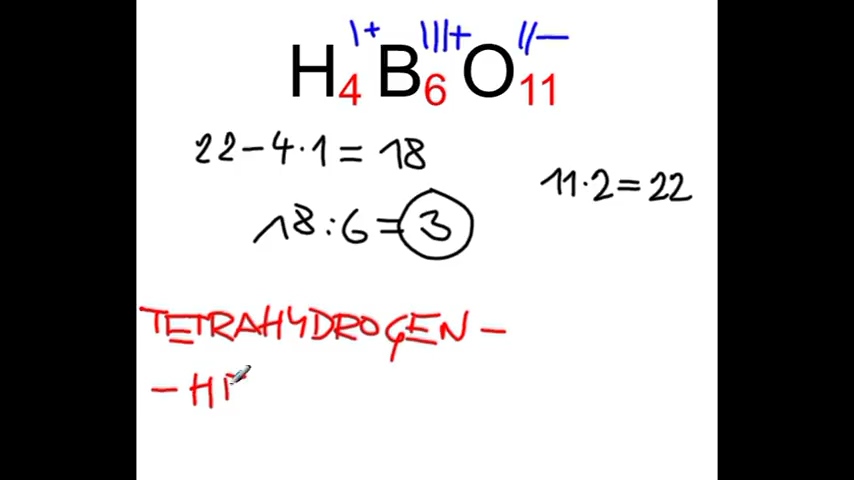 I+ III+ II−
H4B6O11
22−4·1=18
11·2=22
18:6=3
TETRAHYDROGEN−
−H